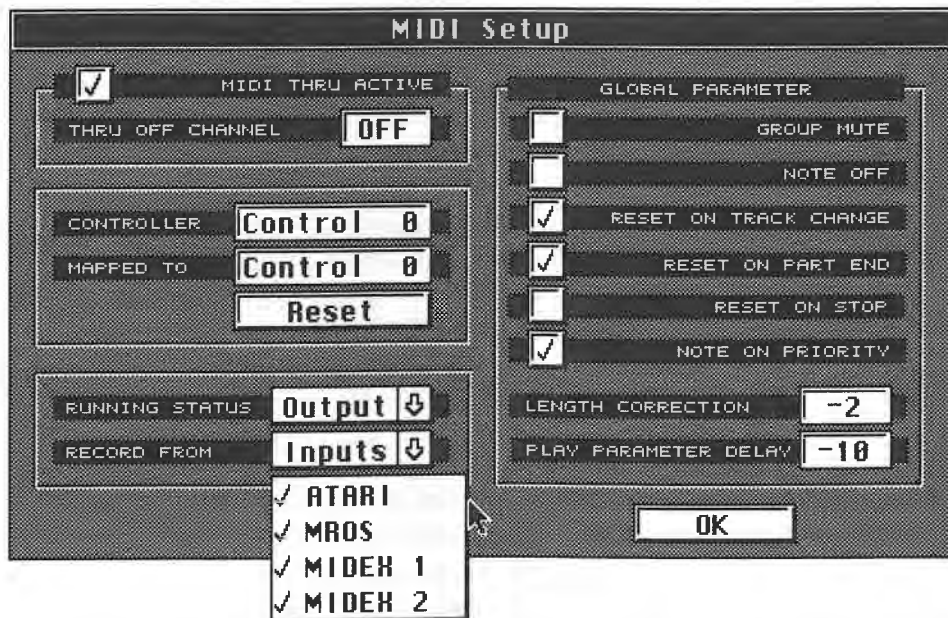 MIDI Setup
MIDI THRU ACTIVE
THRU OFF CHANNEL OFF
CONTROLLER Control 0
MAPPED TO Control 0
Reset
RUNNING STATUS Output
RECORD FROM Inputs
ATARI
MROS
MIDEX 1
MIDEX 2
GLOBAL PARAMETER
GROUP MUTE
NOTE OFF
RESET ON TRACK CHANGE
RESET ON PART END
RESET ON STOP
NOTE ON PRIORITY
LENGTH CORRECTION -2
PLAY PARAMETER DELAY -10
OK